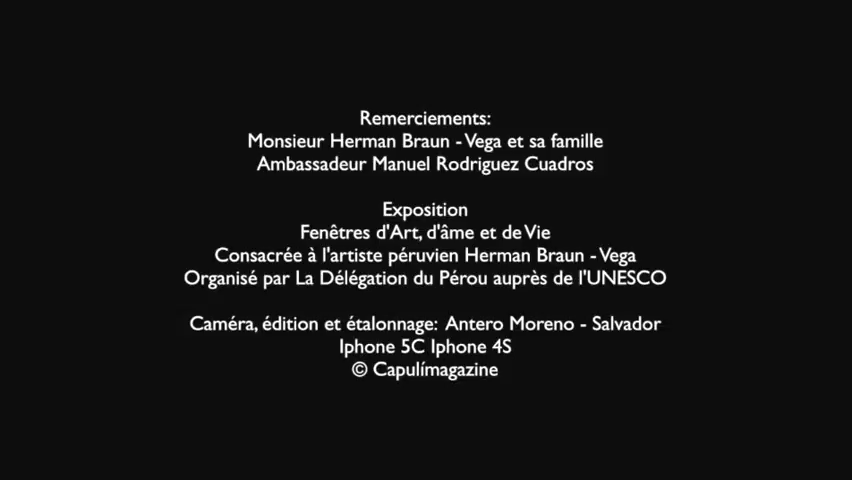 Remerciements:
Monsieur Herman Braun - Vega et sa famille
Ambassadeur Manuel Rodriguez Cuadros
Exposition
Fenêtres d'Art, d'âme et de Vie
Consacrée à l'artiste péruvien Herman Braun - Vega
Organisé par La Délégation du Pérou auprès de l'UNESCO
Caméra, édition et étalonnage: Antero Moreno - Salvador
Iphone 5C Iphone 4S
© Capulímagazine